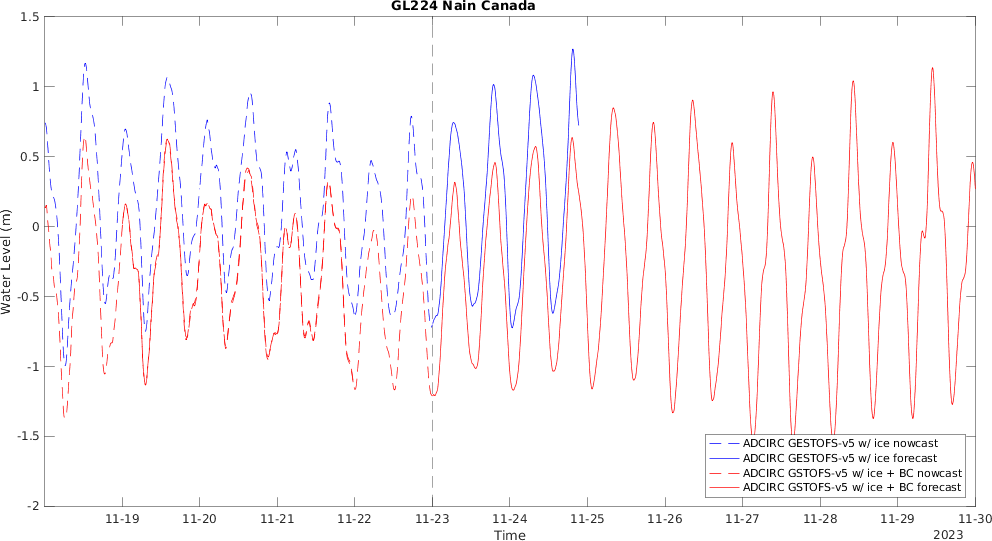 GL224 Nain Canada
1.5
1
0.5
0
-0.5
-1
-1.5
-2
Water Level (m)
ADCIRC GESTOFS-v5 w/ ice nowcast
ADCIRC GESTOFS-v5 w/ ice forecast
ADCIRC GSTOFS-v5 w/ ice + BC nowcast
ADCIRC GSTOFS-v5 w/ ice + BC forecast
11-19 11-20 11-21 11-22 11-23 11-24 11-25 11-26 11-27 11-28 11-29 11-30
Time
2023